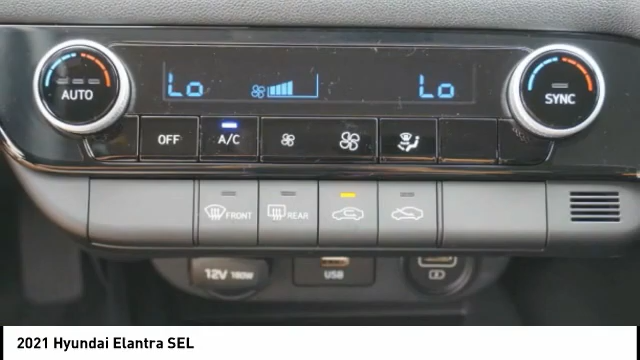 Lo Lo
AUTO SYNC
OFF A/C
FRONT REAR
12V 180W USB
2021 Hyundai Elantra SEL